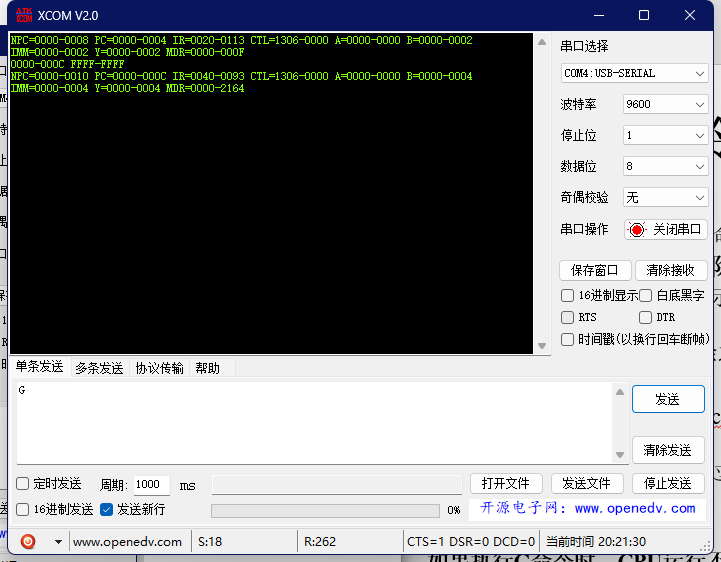 XCOM V2.0
NPC=0000-0008 PC=0000-0004 IR=0020-0113 CTL=1306-0000 A=0000-0000 B=0000-0002
IMM=0000-0002 Y=0000-0002 MDR=0000-000F
0000-000C FFFF-FFFF
NPC=0000-0010 PC=0000-000C IR=0040-0093 CTL=1306-0000 A=0000-0000 B=0000-0004
IMM=0000-0004 Y=0000-0004 MDR=0000-2164
串口选择
COM4:USB-SERIAL
波特率 9600
停止位 1
数据位 8
奇偶校验 无
串口操作 关闭串口
保存窗口 清除接收
16进制显示 白底黑字
RTS DTR
时间戳(以换行回车断帧)
单条发送 多条发送 协议传输 帮助
G
发送
清除发送
定时发送 周期: 1000 ms 打开文件 发送文件 停止发送
16进制发送 发送新行 0% 开源电子网：www.openedv.com
www.openedv.com S:18 R:262 CTS=1 DSR=0 DCD=0 当前时间 20:21:30